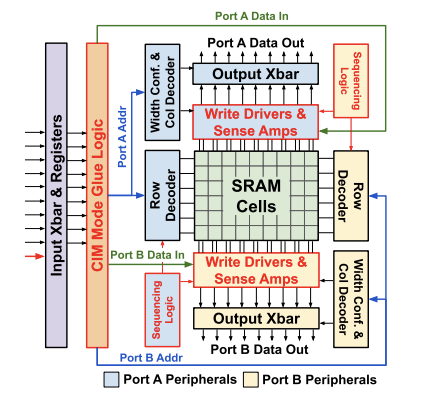 Port A Data In
Port A Data Out
Width Conf. &
Col Decoder
Output Xbar
Sequencing
Logic
Port A Addr
Write Drivers &
Sense Amps
Input Xbar & Registers
CIM Mode Glue Logic
Row
Decoder
SRAM
Cells
Row
Decoder
Port B Data In
Write Drivers &
Sense Amps
Sequencing
Logic
Width Conf. &
Col Decoder
Output Xbar
Port B Data Out
Port B Addr
Port A Peripherals
Port B Peripherals